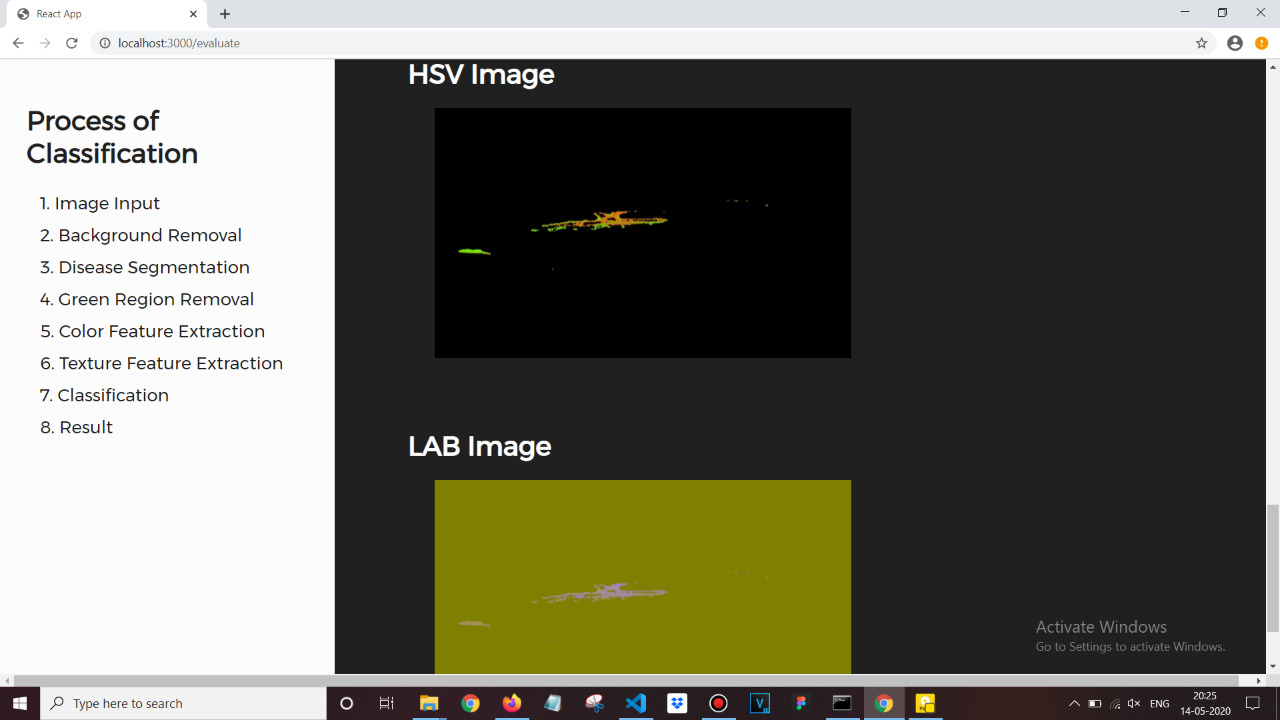 React App
localhost:3000/evaluate
Process of
Classification
1. Image Input
2. Background Removal
3. Disease Segmentation
4. Green Region Removal
5. Color Feature Extraction
6. Texture Feature Extraction
7. Classification
8. Result
HSV Image
LAB Image
Activate Windows
Go to Settings to activate Windows.
Type here to search
ENG
20:25
14-05-2020